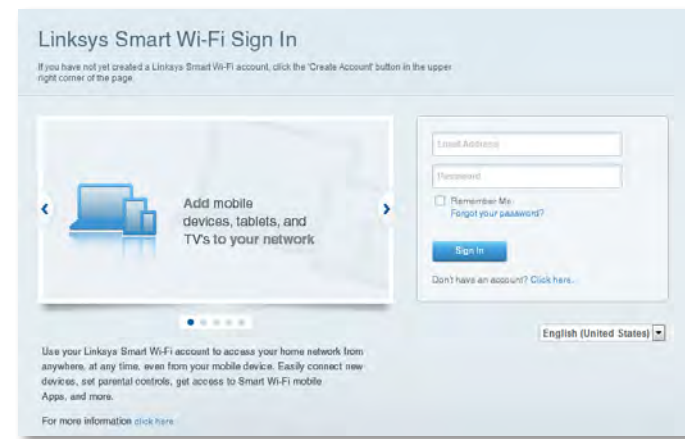 Linksys Smart Wi-Fi Sign In
If you have not yet created a Linksys Smart Wi-Fi account, click the 'Create Account' button in the upper
right corner of the page.
Add mobile
devices, tablets, and
TV's to your network
Email Address
Password
Remember Me
Forgot your password?
Sign In
Don't have an account? Click here.
English (United States)
Use your Linksys Smart Wi-Fi account to access your home network from
anywhere, at any time, even from your mobile device. Easily connect new
devices, set parental controls, get access to Smart Wi-Fi mobile
Apps, and more.
For more information click here